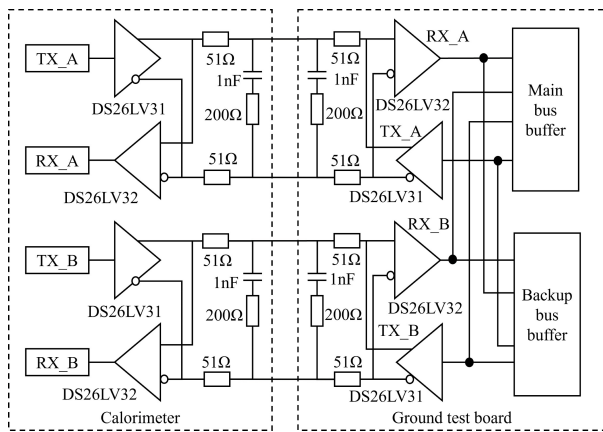 TX_A
51Ω
51Ω
RX_A
1nF
1nF
Main
bus
buffer
DS26LV31
DS26LV32
200Ω
200Ω
TX_A
RX_A
51Ω
51Ω
DS26LV32
DS26LV31
RX_B
TX_B
51Ω
51Ω
1nF
1nF
DS26LV31
DS26LV32
200Ω
200Ω
TX_B
Backup
bus
buffer
RX_B
51Ω
51Ω
DS26LV32
DS26LV31
Calorimeter
Ground test board